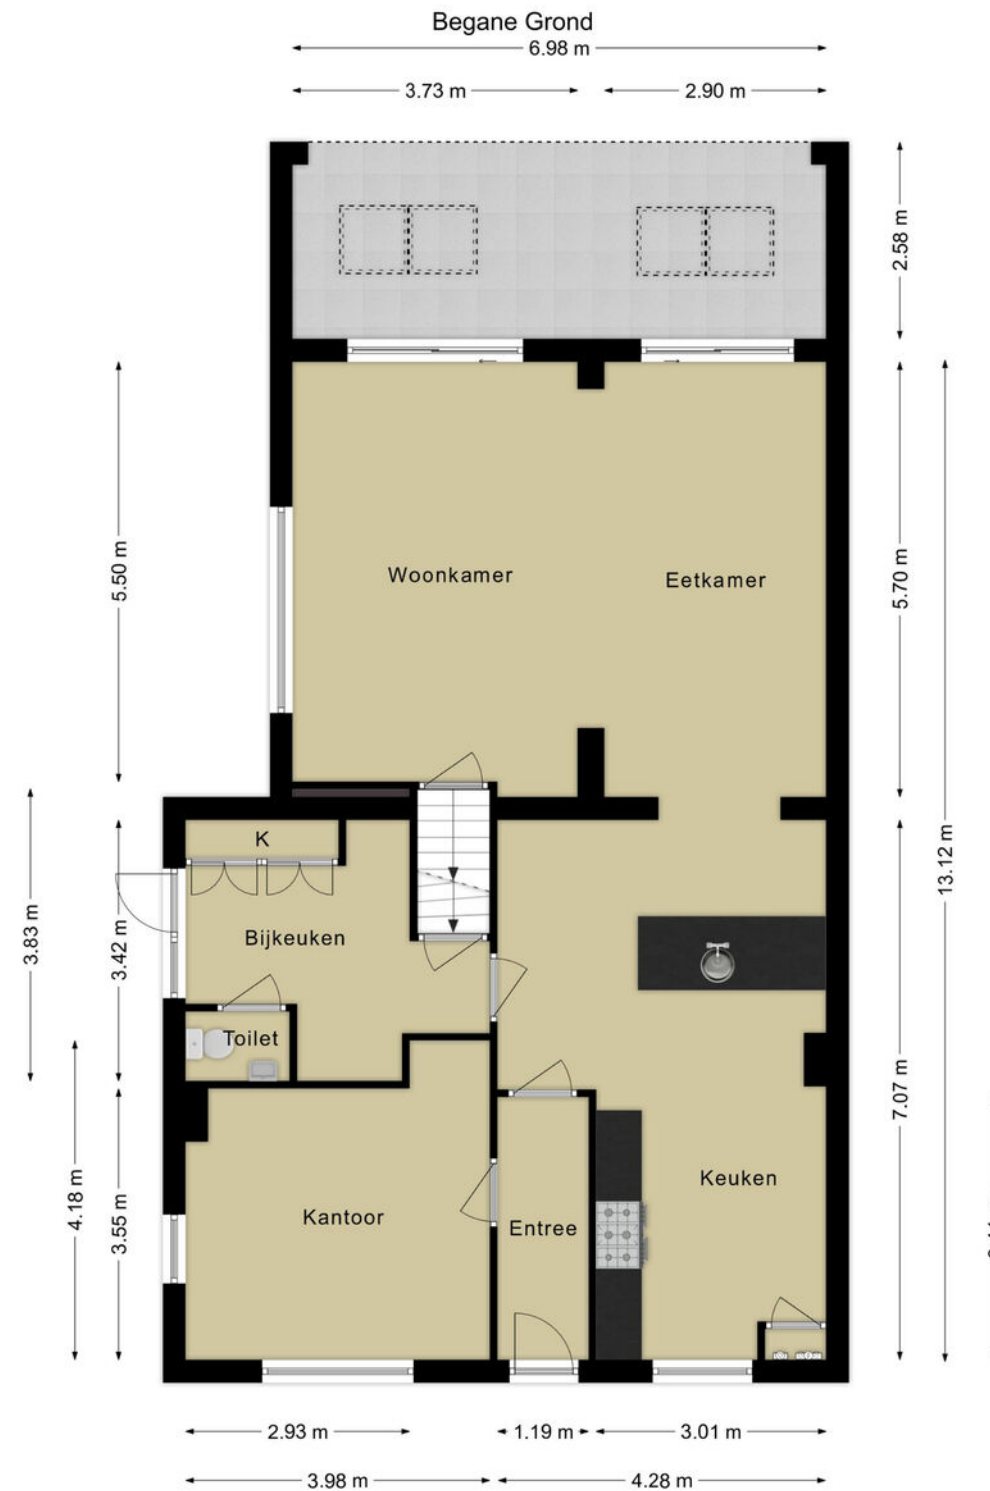 Begane Grond
6.98 m
3.73 m
2.90 m
2.58 m
5.50 m
5.70 m
Woonkamer
Eetkamer
13.12 m
K
3.83 m
3.42 m
Bijkeuken
Toilet
7.07 m
4.18 m
3.55 m
Keuken
Kantoor
Entree
2.93 m
1.19 m
3.01 m
3.98 m
4.28 m